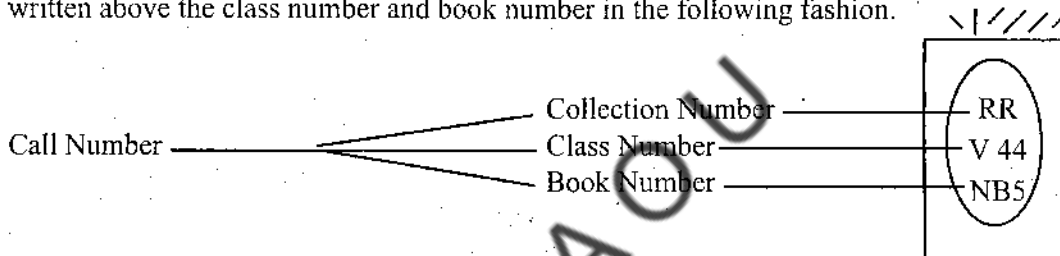 written above the class number and book number in the following fashion.
Collection Number RR
Call Number Class Number V 44
Book Number NB5
AOU